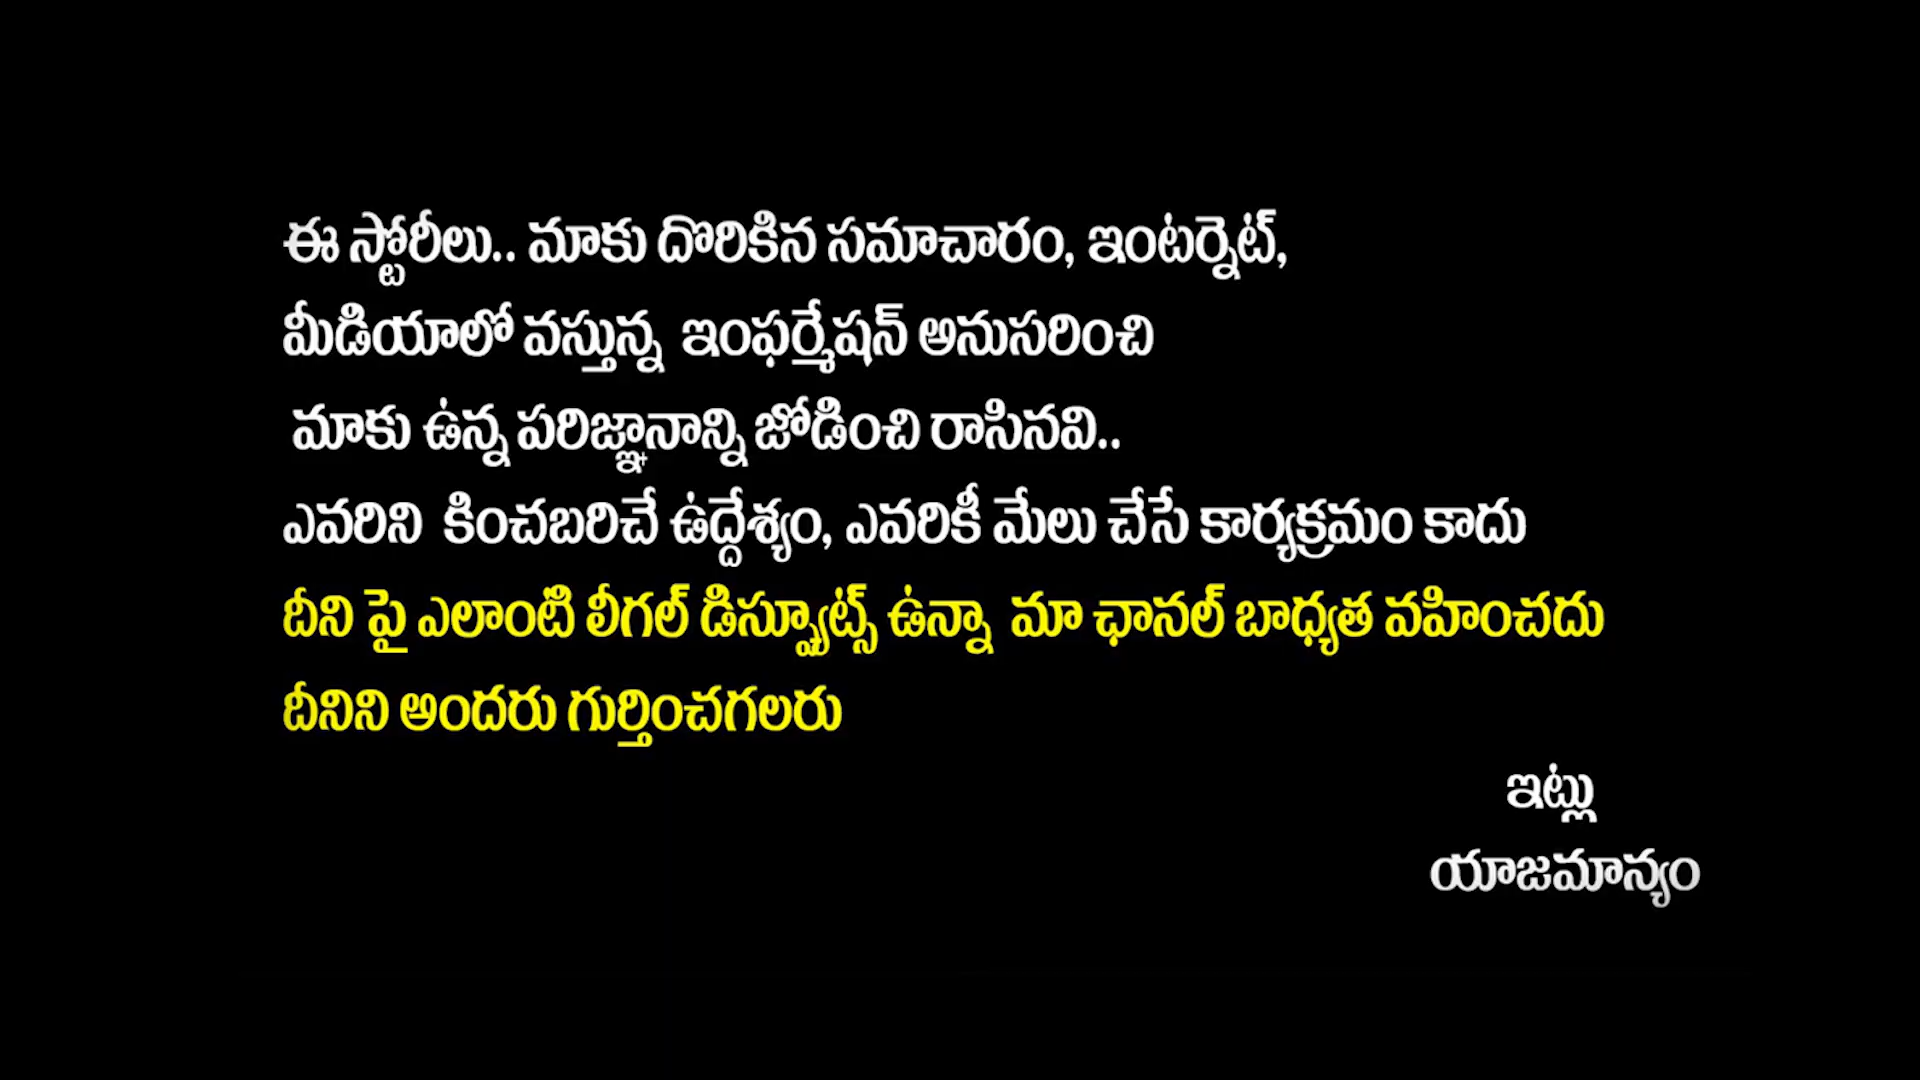 ఈ స్టోరీలు.. మాకు దొరికిన సమాచారం, ఇంటర్నెట్,
మీడియాలో వస్తున్న ఇంఫర్మేషన్ అనుసరించి
మాకు ఉన్న పరిజ్ఞానాన్ని జోడించి రాసినవి..
ఎవరిని కించబరిచే ఉద్దేశ్యం, ఎవరికీ మేలు చేసే కార్యక్రమం కాదు
దీని పై ఎలాంటి లీగల్ డిస్ప్యూట్స్ ఉన్నా మా ఛానల్ బాధ్యత వహించదు
దీనిని అందరు గుర్తించగలరు
ఇట్లు
యాజమాన్యం